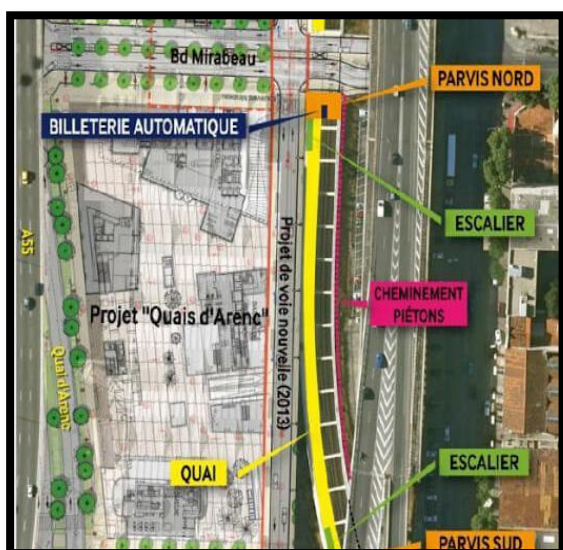 Bd Mirabeau
PARVIS NORD
BILLETERIE AUTOMATIQUE
ESCALIER
A55
Projet de voie nouvelle (2013)
CHEMINEMENT
PIÉTONS
Projet "Quais d'Arenc"
Quai d'Arenc
QUAI
ESCALIER
PARVIS SUD